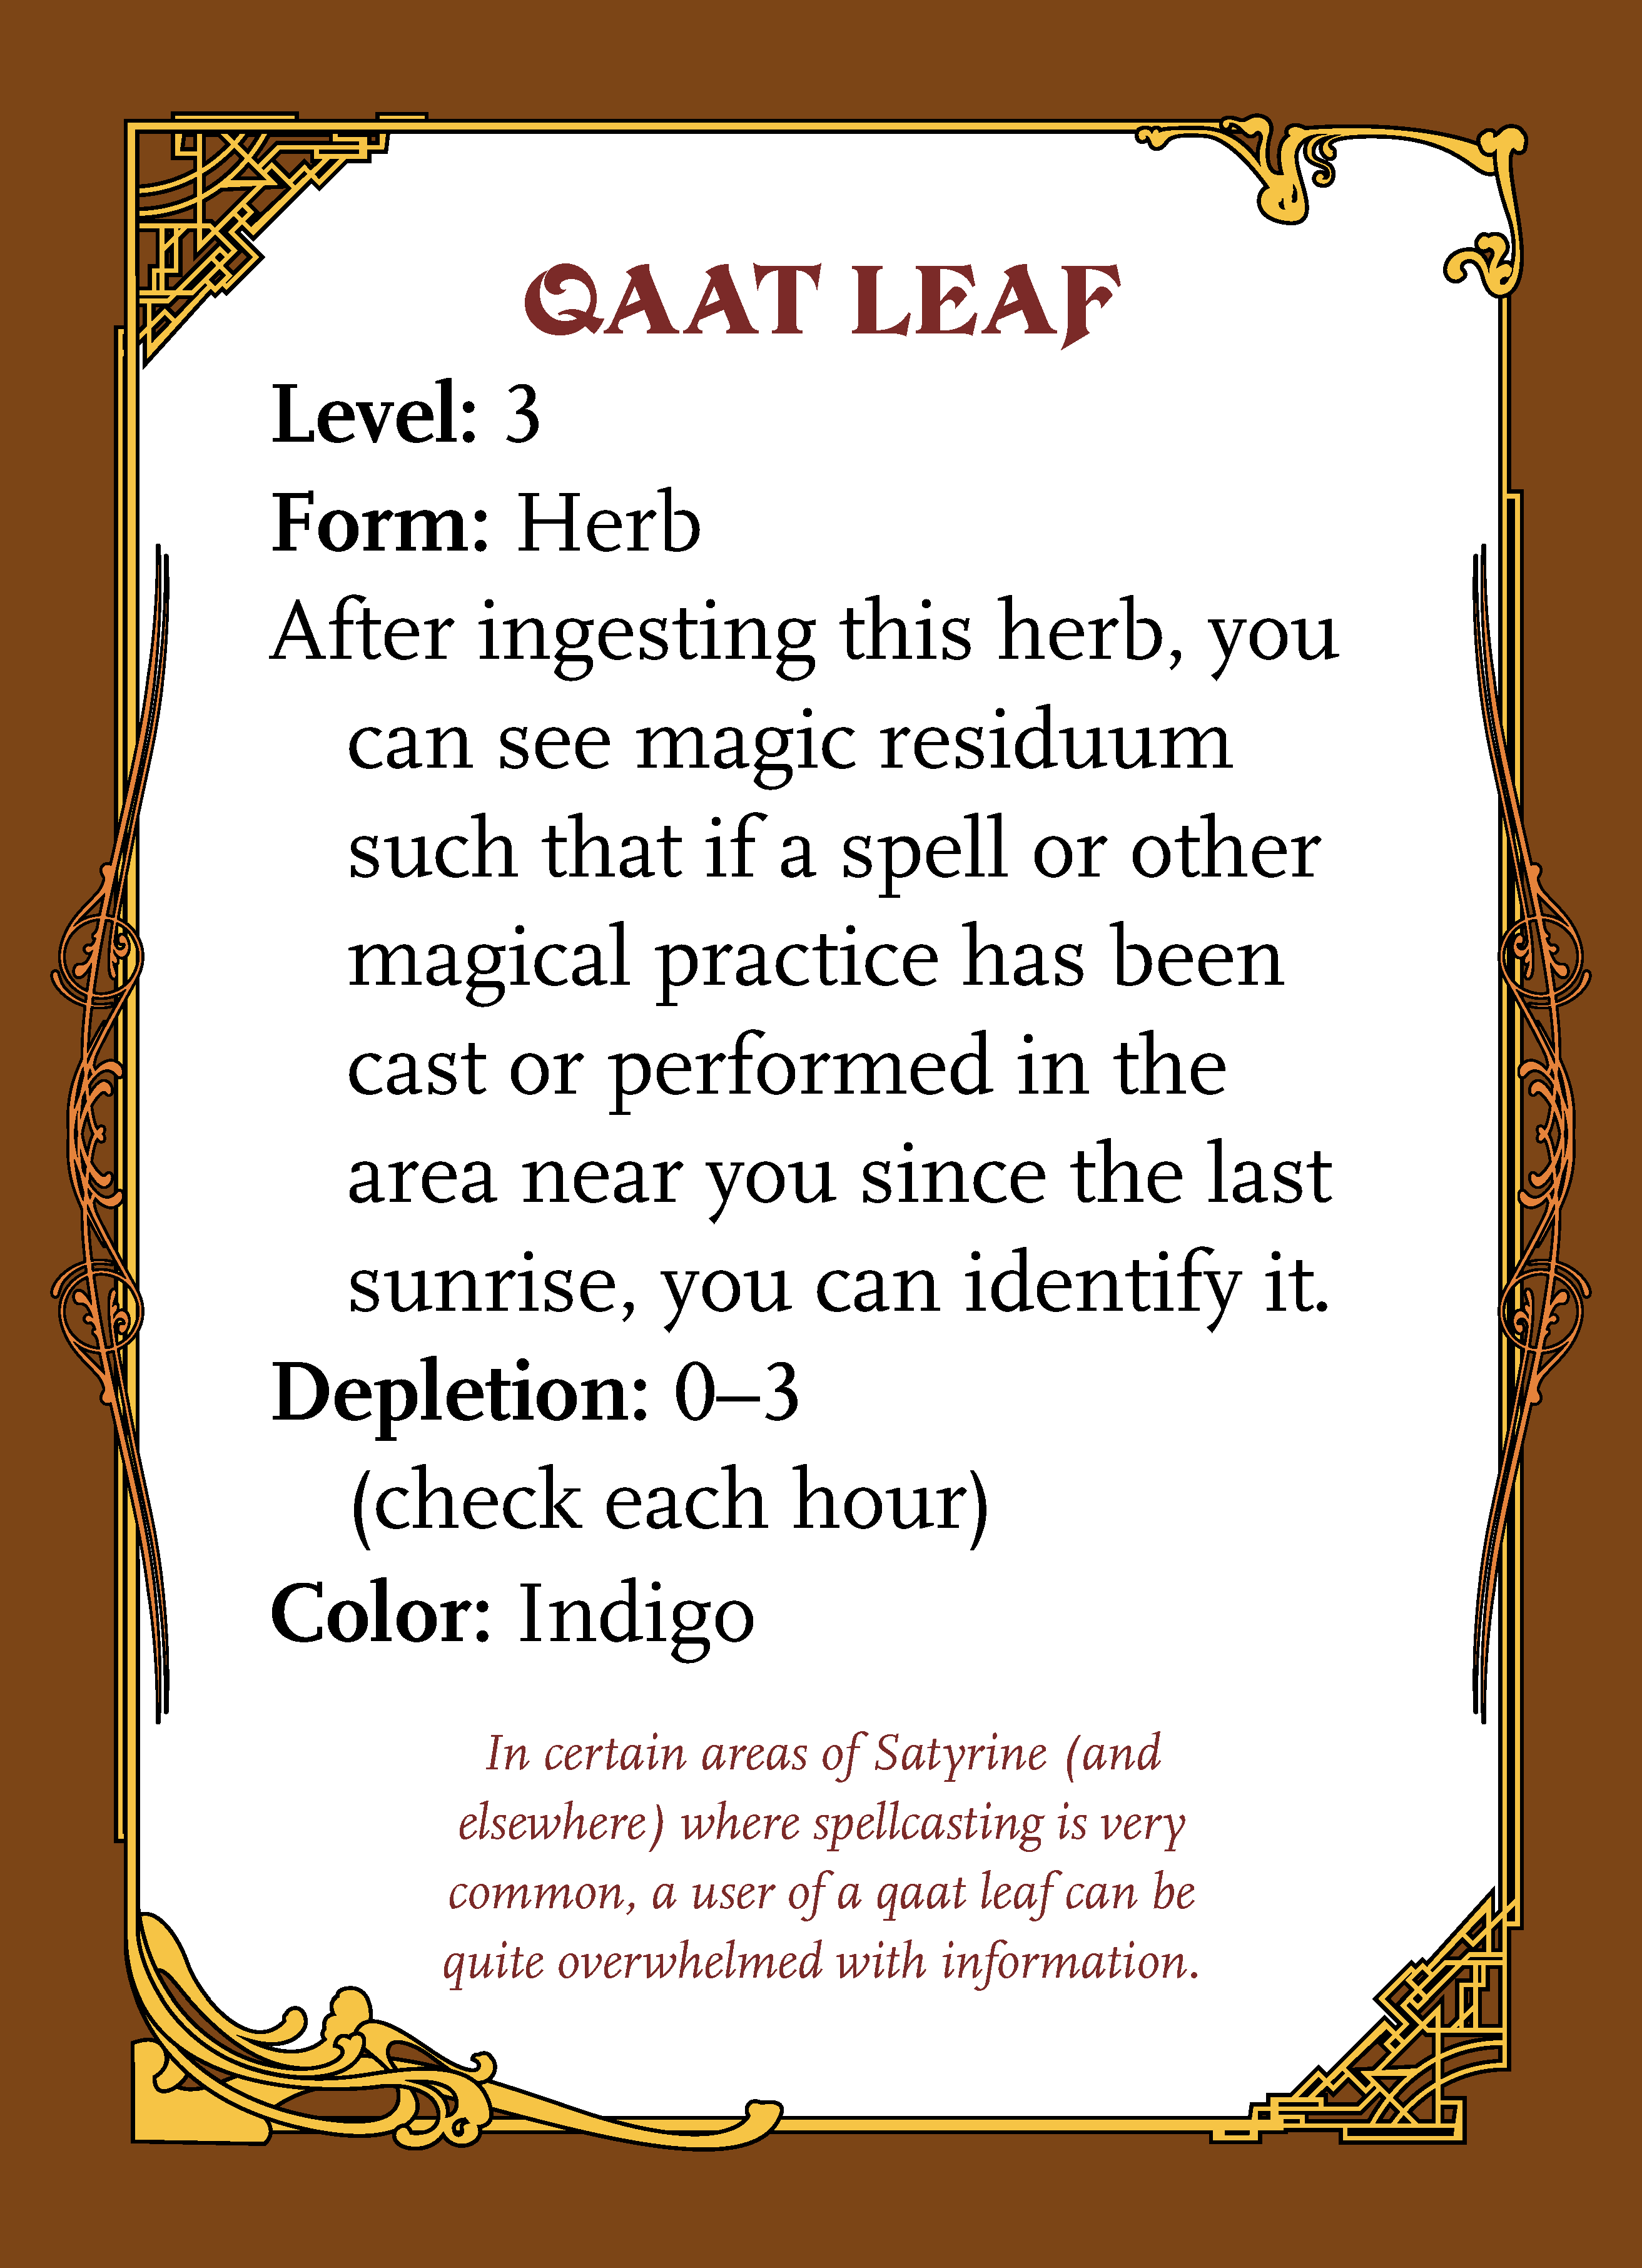 QAAT LEAF
Level: 3
Form: Herb
After ingesting this herb, you
can see magic residuum
such that if a spell or other
magical practice has been
cast or performed in the
area near you since the last
sunrise, you can identify it.
Depletion: 0–3
(check each hour)
Color: Indigo
In certain areas of Satyrine (and
elsewhere) where spellcasting is very
common, a user of a qaat leaf can be
quite overwhelmed with information.